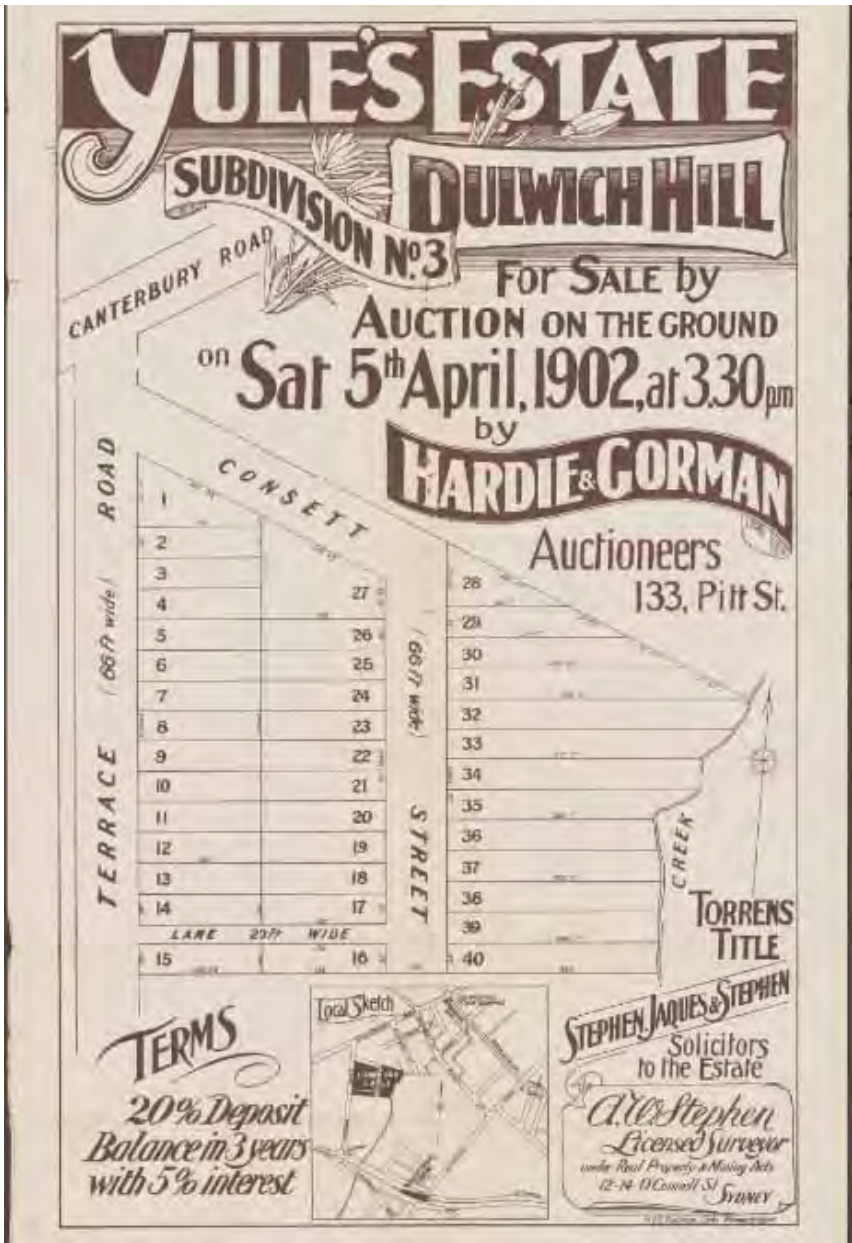 YULE'S ESTATE
SUBDIVISION No. 3
DULWICH HILL
CANTERBURY ROAD
FOR SALE by
AUCTION ON THE GROUND
on Sat 5th April, 1902, at 3.30 pm
by
HARDIE & GORMAN
Auctioneers
133, Pitt St.
TERRACE (66 ft wide) ROAD
CONSETT
STREET
(66 ft wide)
1
2
3
4
5
6
7
8
9
10
11
12
13
14
15
27
26
25
24
23
22
21
20
19
18
17
16
LANE 20ft WIDE
28
29
30
31
32
33
34
35
36
37
38
39
40
CREEK
TORRENS
TITLE
TERMS
20% Deposit
Balance in 3 years
with 5% interest
Local Sketch
STEPHEN JAQUES & STEPHEN
Solicitors
to the Estate
A.W. Stephen
Licensed Surveyor
under Real Property & Mining Acts
12-14 O'Connell St
SYDNEY